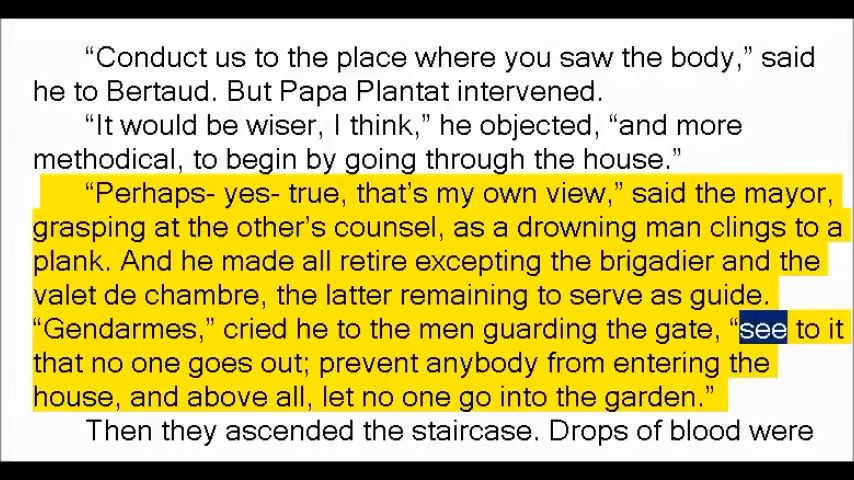 “Conduct us to the place where you saw the body,” said
he to Bertaud. But Papa Plantat intervened.
“It would be wiser, I think,” he objected, “and more
methodical, to begin by going through the house.”
“Perhaps- yes- true, that’s my own view,” said the mayor,
grasping at the other’s counsel, as a drowning man clings to a
plank. And he made all retire excepting the brigadier and the
valet de chambre, the latter remaining to serve as guide.
“Gendarmes,” cried he to the men guarding the gate, “see to it
that no one goes out; prevent anybody from entering the
house, and above all, let no one go into the garden.”
Then they ascended the staircase. Drops of blood were